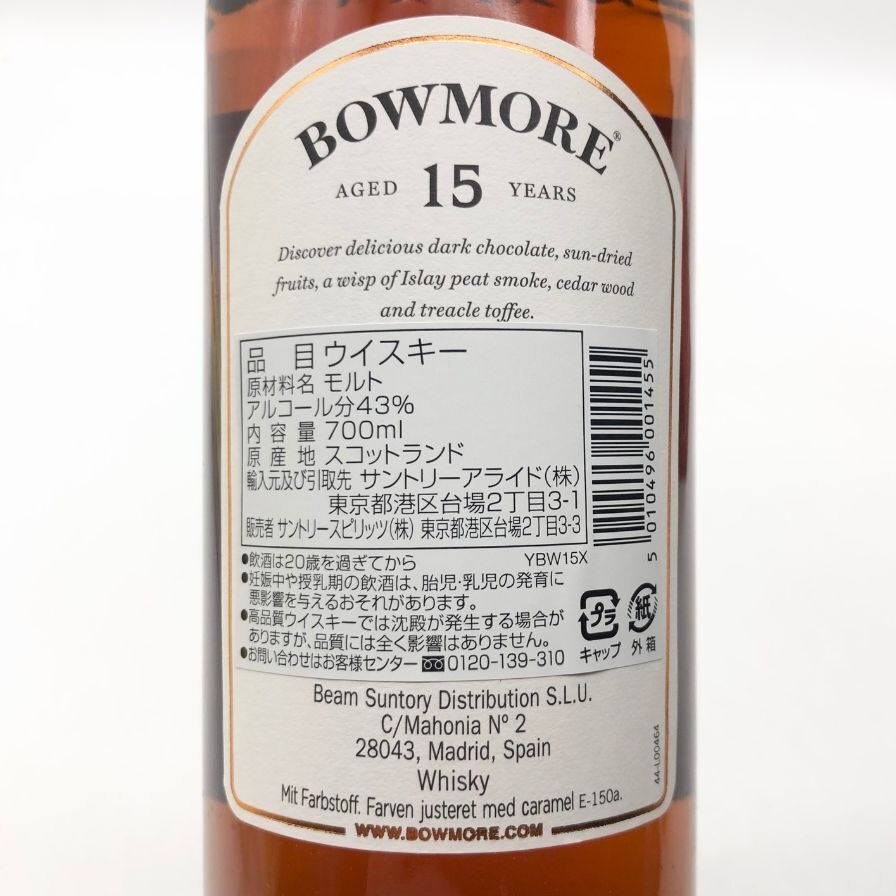 BOWMORE®
AGED 15 YEARS
Discover delicious dark chocolate, sun-dried
fruits, a wisp of Islay peat smoke, cedar wood
and treacle toffee.
品 目 ウイスキー
原材料名 モルト
アルコール分43%
内 容 量 700ml
原 産 地 スコットランド
輸入元及び引取先 サントリーアライド(株)
東京都港区台場2丁目3-1
販売者 サントリースピリッツ(株) 東京都港区台場2丁目3-3
5 010496 001455
●飲酒は20歳を過ぎてから YBW15X
●妊娠中や授乳期の飲酒は、胎児・乳児の発育に
悪影響を与えるおそれがあります。
●高品質ウイスキーでは沈殿が発生する場合が
ありますが、品質には全く影響はありません。
●お問い合わせはお客様センター 0120-139-310
プラ
キャップ
紙
外箱
Beam Suntory Distribution S.L.U.
C/Mahonia Nº 2
28043, Madrid, Spain
Whisky
Mit Farbstoff. Farven justeret med caramel E-150a.
44-L00464
WWW.BOWMORE.COM